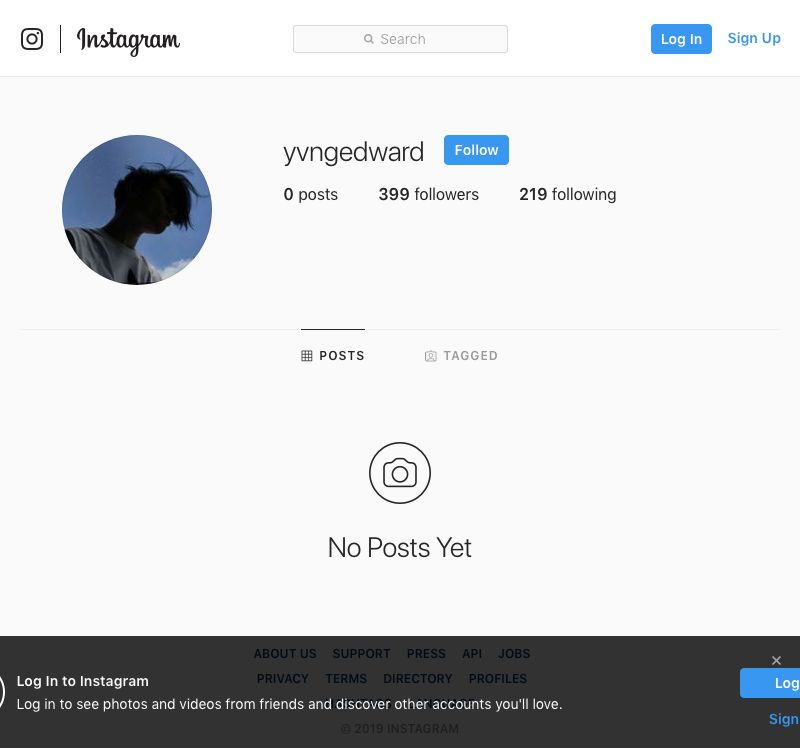 Instagram
Search
Log In
Sign Up
yvngedward
Follow
0 posts
399 followers
219 following
POSTS
TAGGED
No Posts Yet
ABOUT US SUPPORT PRESS API JOBS
PRIVACY TERMS DIRECTORY PROFILES
© 2019 INSTAGRAM
Log In to Instagram
Log in to see photos and videos from friends and discover other accounts you'll love.
Log
Sign